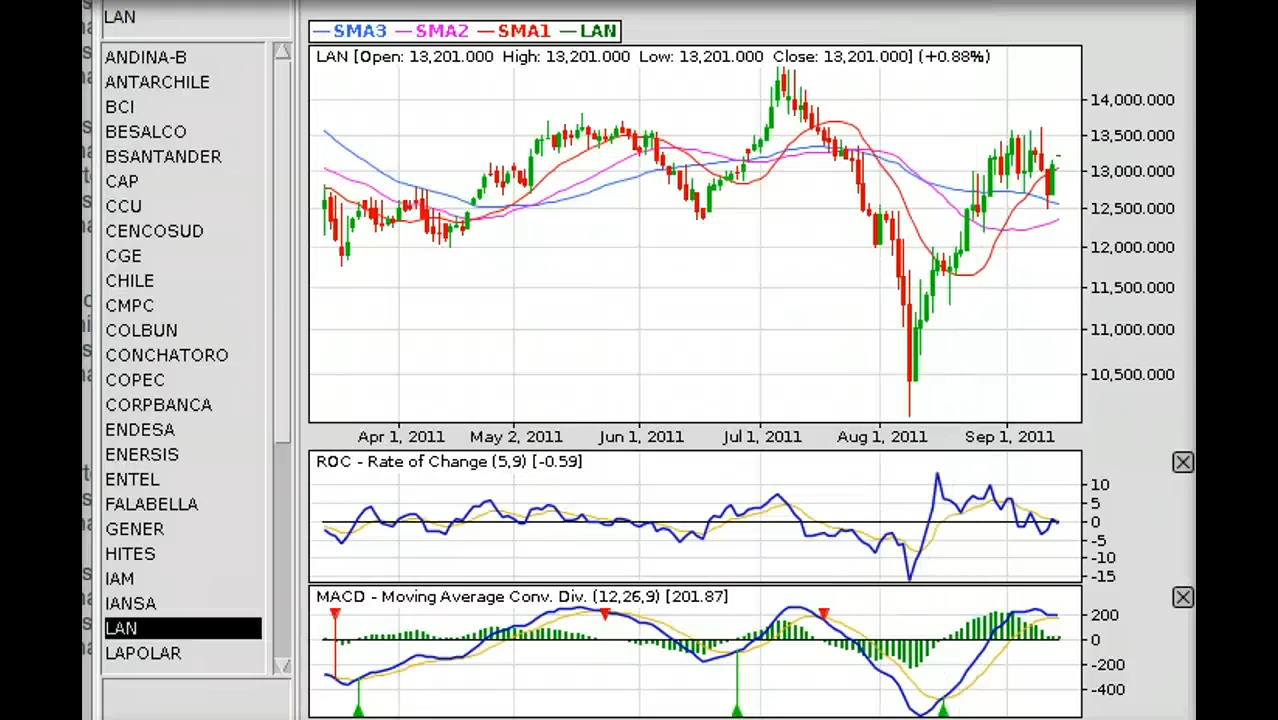 LAN
ANDINA-B
ANTARCHILE
BCI
BESALCO
BSANTANDER
CAP
CCU
CENCOSUD
CGE
CHILE
CMPC
COLBUN
CONCHATORO
COPEC
CORPBANCA
ENDESA
ENERSIS
ENTEL
FALABELLA
GENER
HITES
IAM
IANSA
LAN
LAPOLAR
SMA3 SMA2 SMA1 LAN
LAN [Open: 13,201.000 High: 13,201.000 Low: 13,201.000 Close: 13,201.000] (+0.88%)
14,000.000
13,500.000
13,000.000
12,500.000
12,000.000
11,500.000
11,000.000
10,500.000
Apr 1, 2011 May 2, 2011 Jun 1, 2011 Jul 1, 2011 Aug 1, 2011 Sep 1, 2011
ROC - Rate of Change (5,9) [-0.59]
10
5
0
-5
-10
-15
MACD - Moving Average Conv. Div. (12,26,9) [201.87]
200
0
-200
-400